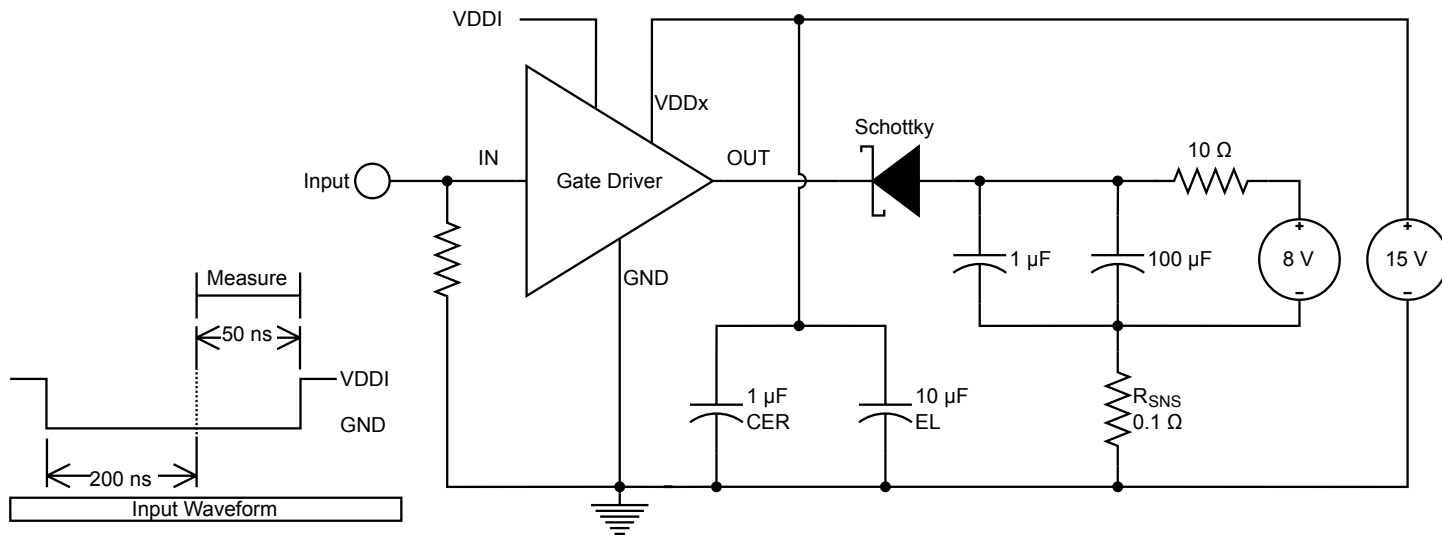 VDDI
VDDx
Schottky
10 Ω
IN
OUT
Input
Gate Driver
+
+
8 V
15 V
–
–
1 µF
100 µF
GND
Measure
50 ns
VDDI
GND
200 ns
Input Waveform
1 µF
CER
10 µF
EL
RSNS
0.1 Ω